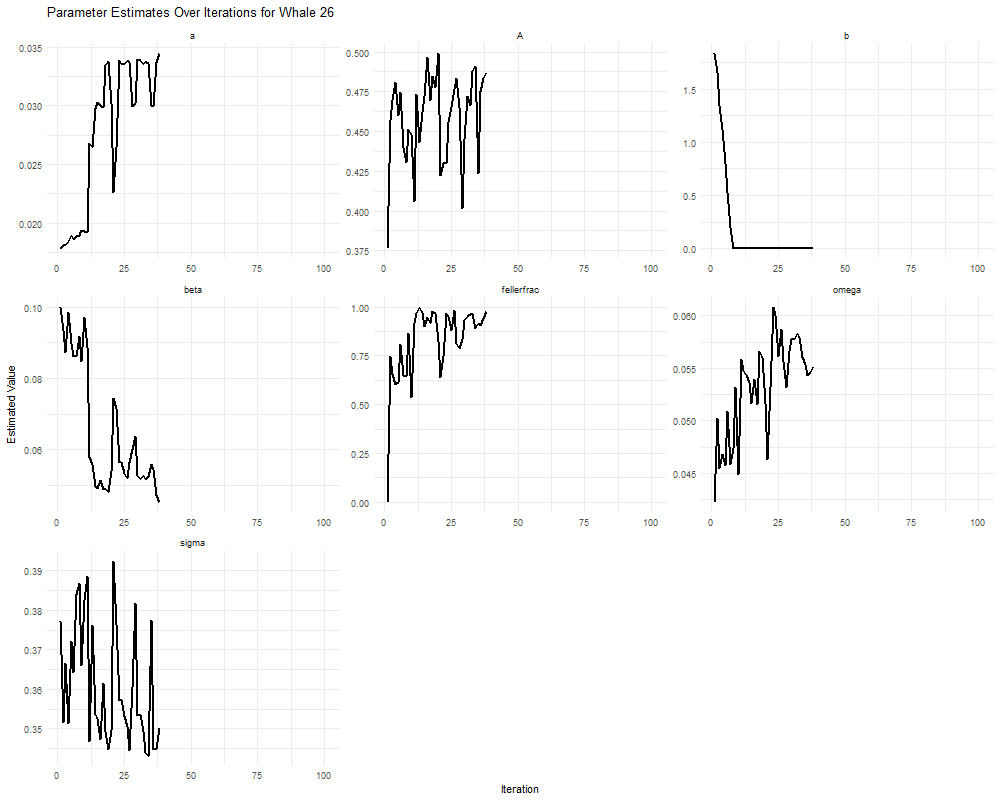 Parameter Estimates Over Iterations for Whale 26
a A b
0.035 0.500
0.030 0.475 1.5
0.450 1.0
0.025 0.425 0.5
0.020 0.400
0.375 0.0
0 25 50 75 100 0 25 50 75 100 0 25 50 75 100
beta fellerfrac omega
0.10 1.00 0.060
0.08 0.75 0.055
0.50 0.050
0.06 0.25 0.045
0.00
0 25 50 75 100 0 25 50 75 100 0 25 50 75 100
sigma
0.39
0.38
0.37
0.36
0.35
0 25 50 75 100
Estimated Value
Iteration